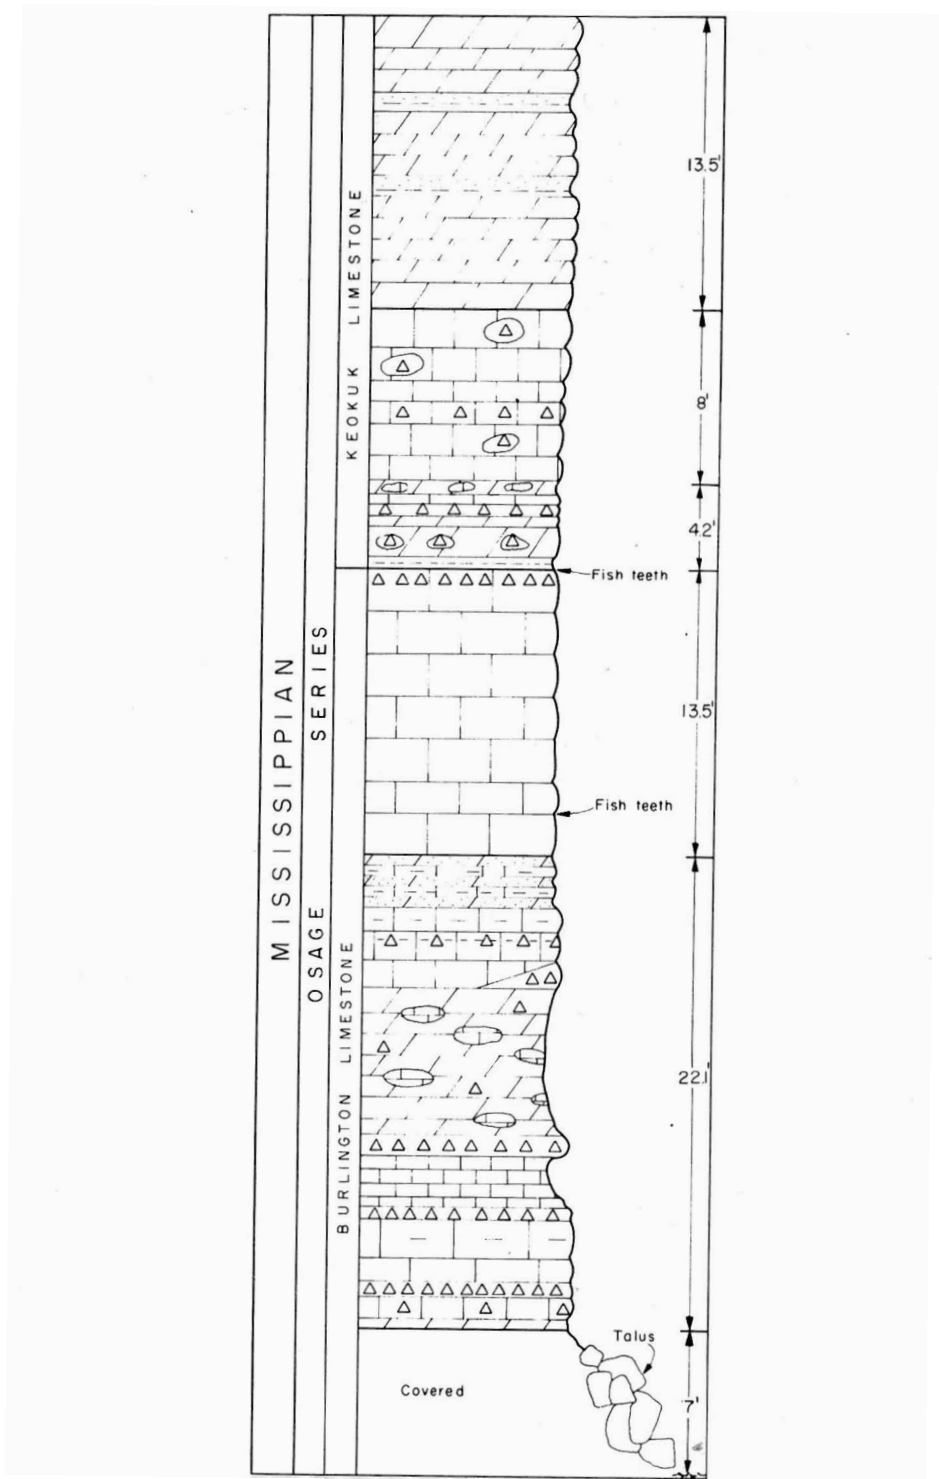 MISSISSIPPIAN
OSAGE SERIES
KEOKUK LIMESTONE
BURLINGTON LIMESTONE
13.5'
8'
4.2'
Fish teeth
13.5'
Fish teeth
22.1'
Talus
Covered
7'